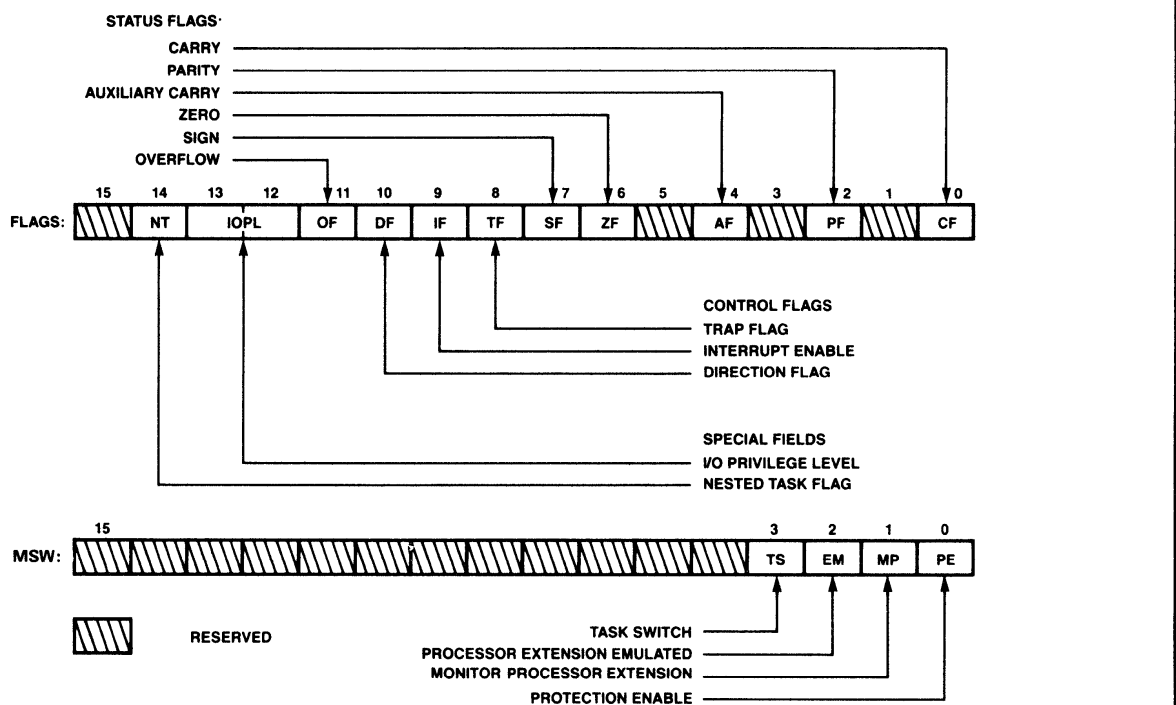 STATUS FLAGS·
CARRY
PARITY
AUXILIARY CARRY
ZERO
SIGN
OVERFLOW
15 14 13 12 11 10 9 8 7 6 5 4 3 2 1 0
FLAGS: NT IOPL OF DF IF TF SF ZF AF PF CF
CONTROL FLAGS
TRAP FLAG
INTERRUPT ENABLE
DIRECTION FLAG
SPECIAL FIELDS
I/O PRIVILEGE LEVEL
NESTED TASK FLAG
15 3 2 1 0
MSW: TS EM MP PE
RESERVED
TASK SWITCH
PROCESSOR EXTENSION EMULATED
MONITOR PROCESSOR EXTENSION
PROTECTION ENABLE